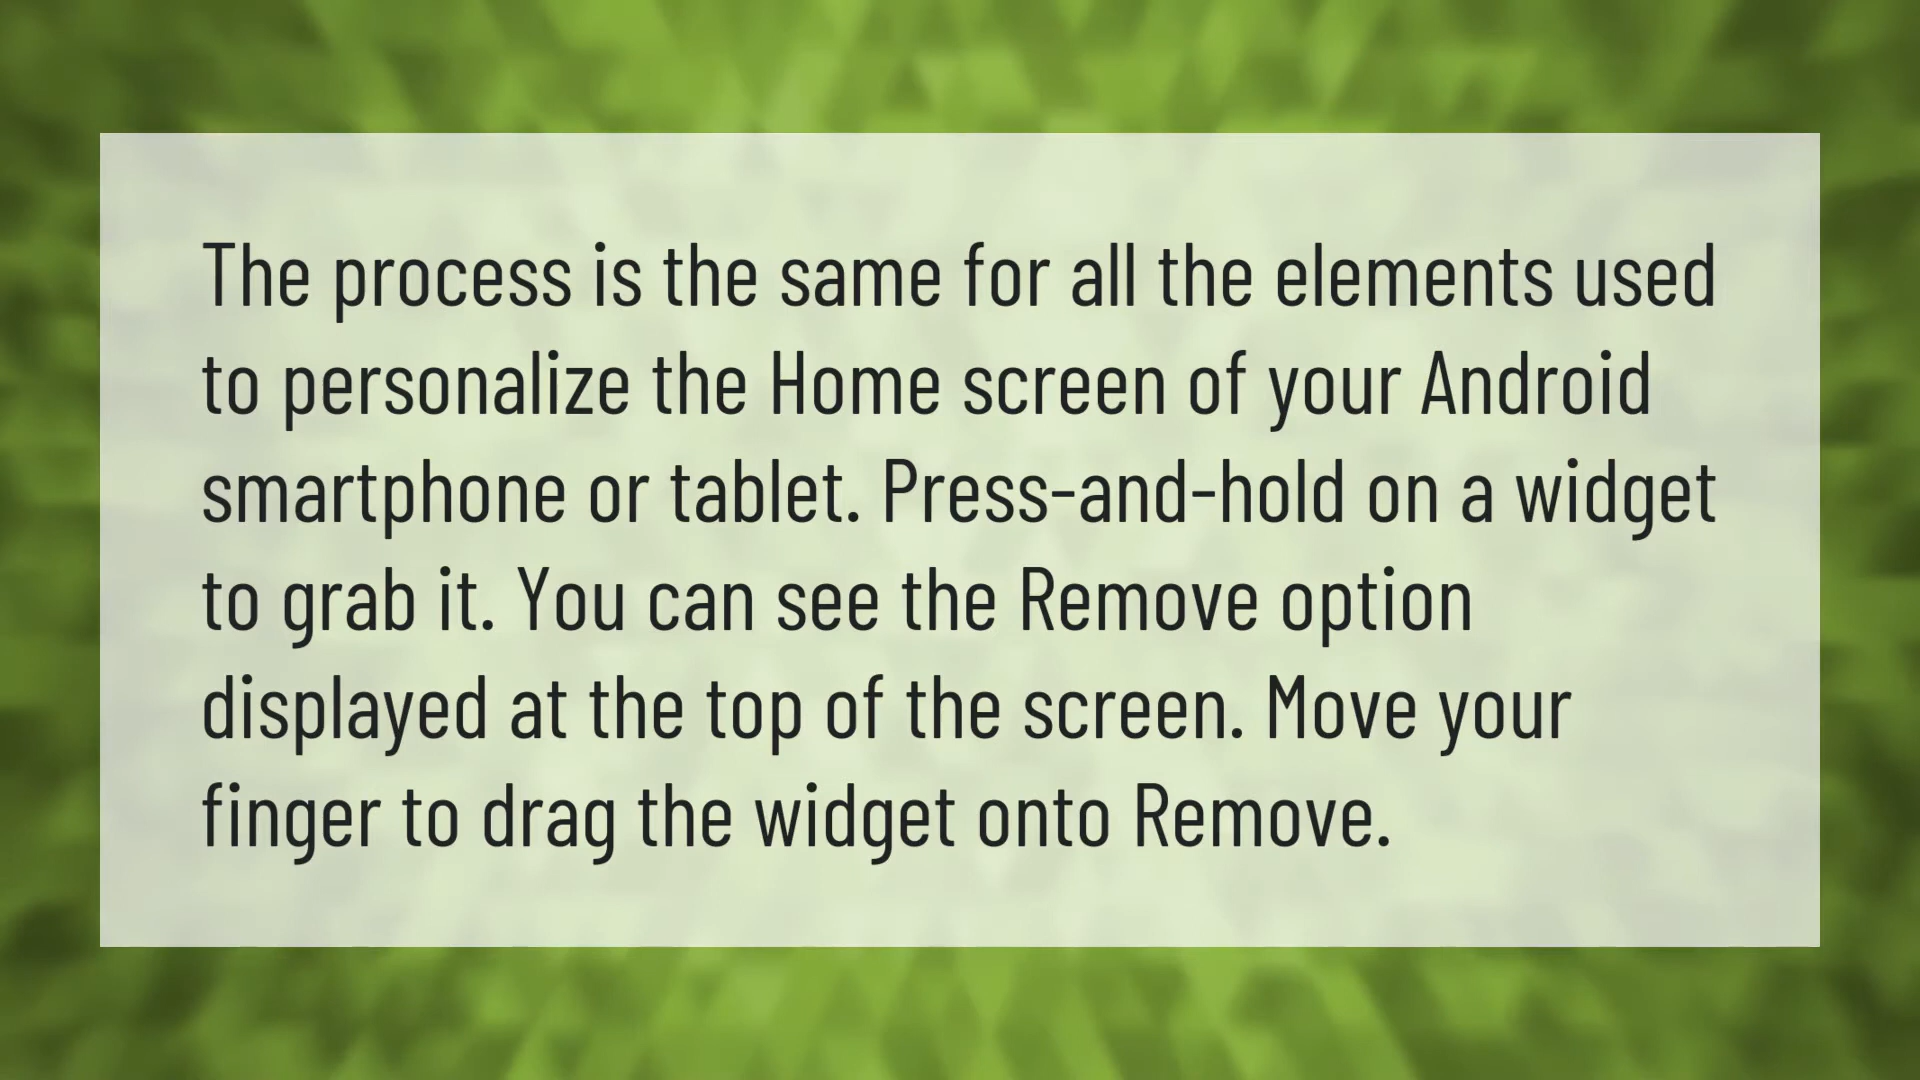 The process is the same for all the elements used
to personalize the Home screen of your Android
smartphone or tablet. Press-and-hold on a widget
to grab it. You can see the Remove option
displayed at the top of the screen. Move your
finger to drag the widget onto Remove.